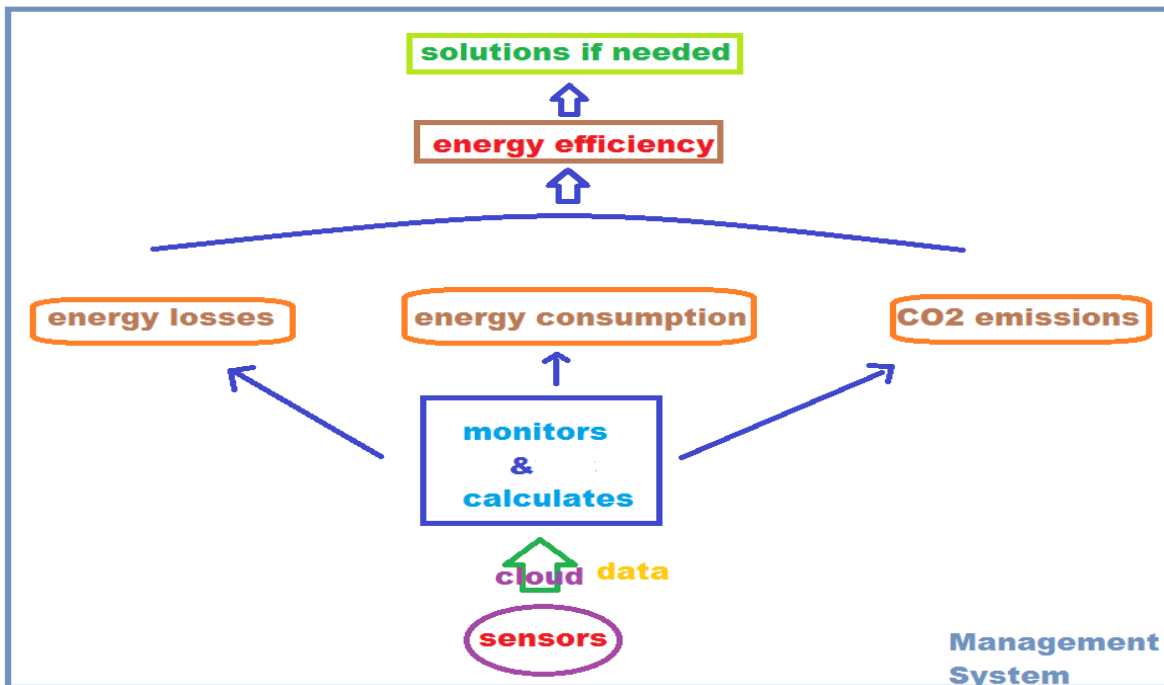 solutions if needed
energy efficiency
energy losses
energy consumption
CO2 emissions
monitors
&
calculates
cloud data
sensors
Management
System